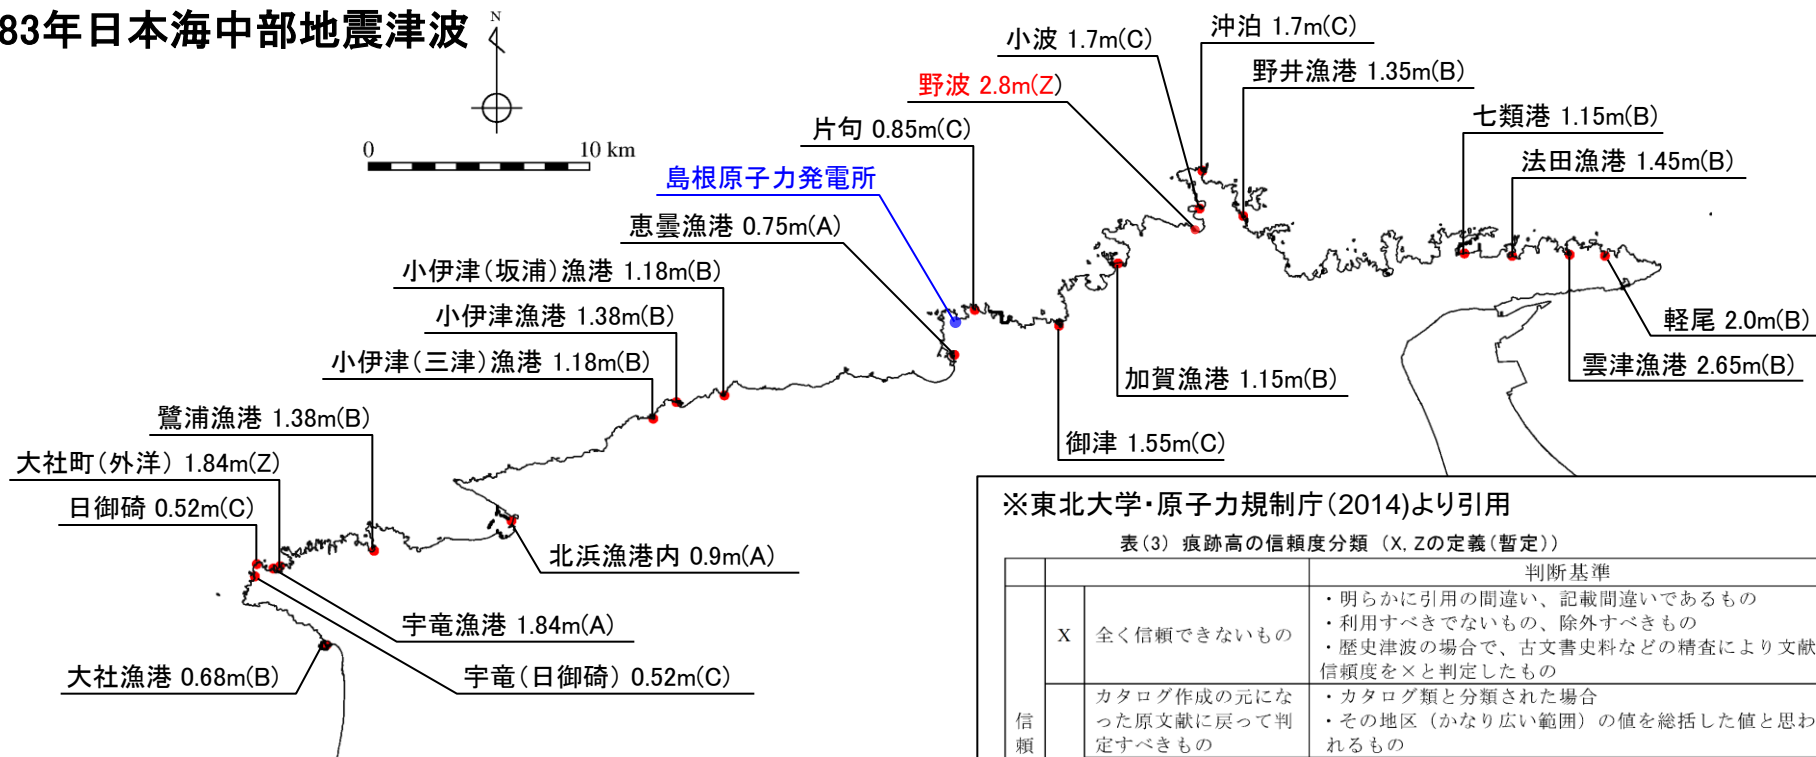 83年日本海中部地震津波
N
0 10 km
小波 1.7m(C)
沖泊 1.7m(C)
野波 2.8m(Z)
野井漁港 1.35m(B)
片句 0.85m(C)
七類港 1.15m(B)
島根原子力発電所
法田漁港 1.45m(B)
恵曇漁港 0.75m(A)
小伊津(坂浦)漁港 1.18m(B)
小伊津漁港 1.38m(B)
軽尾 2.0m(B)
小伊津(三津)漁港 1.18m(B)
加賀漁港 1.15m(B)
雲津漁港 2.65m(B)
鷺浦漁港 1.38m(B)
御津 1.55m(C)
大社町(外洋) 1.84m(Z)
日御碕 0.52m(C)
北浜漁港内 0.9m(A)
宇竜漁港 1.84m(A)
大社漁港 0.68m(B)
宇竜(日御碕) 0.52m(C)
※東北大学・原子力規制庁(2014)より引用
表(3) 痕跡高の信頼度分類 (X, Zの定義(暫定))
判断基準
X
全く信頼できないもの
・明らかに引用の間違い、記載間違いであるもの
・利用すべきでないもの、除外すべきもの
・歴史津波の場合で、古文書史料などの精査により文献
信頼度を×と判定したもの
信
頼
カタログ作成の元にな
った原文献に戻って判
定すべきもの
・カタログ類と分類された場合
・その地区(かなり広い範囲)の値を総括した値と思わ
れるもの